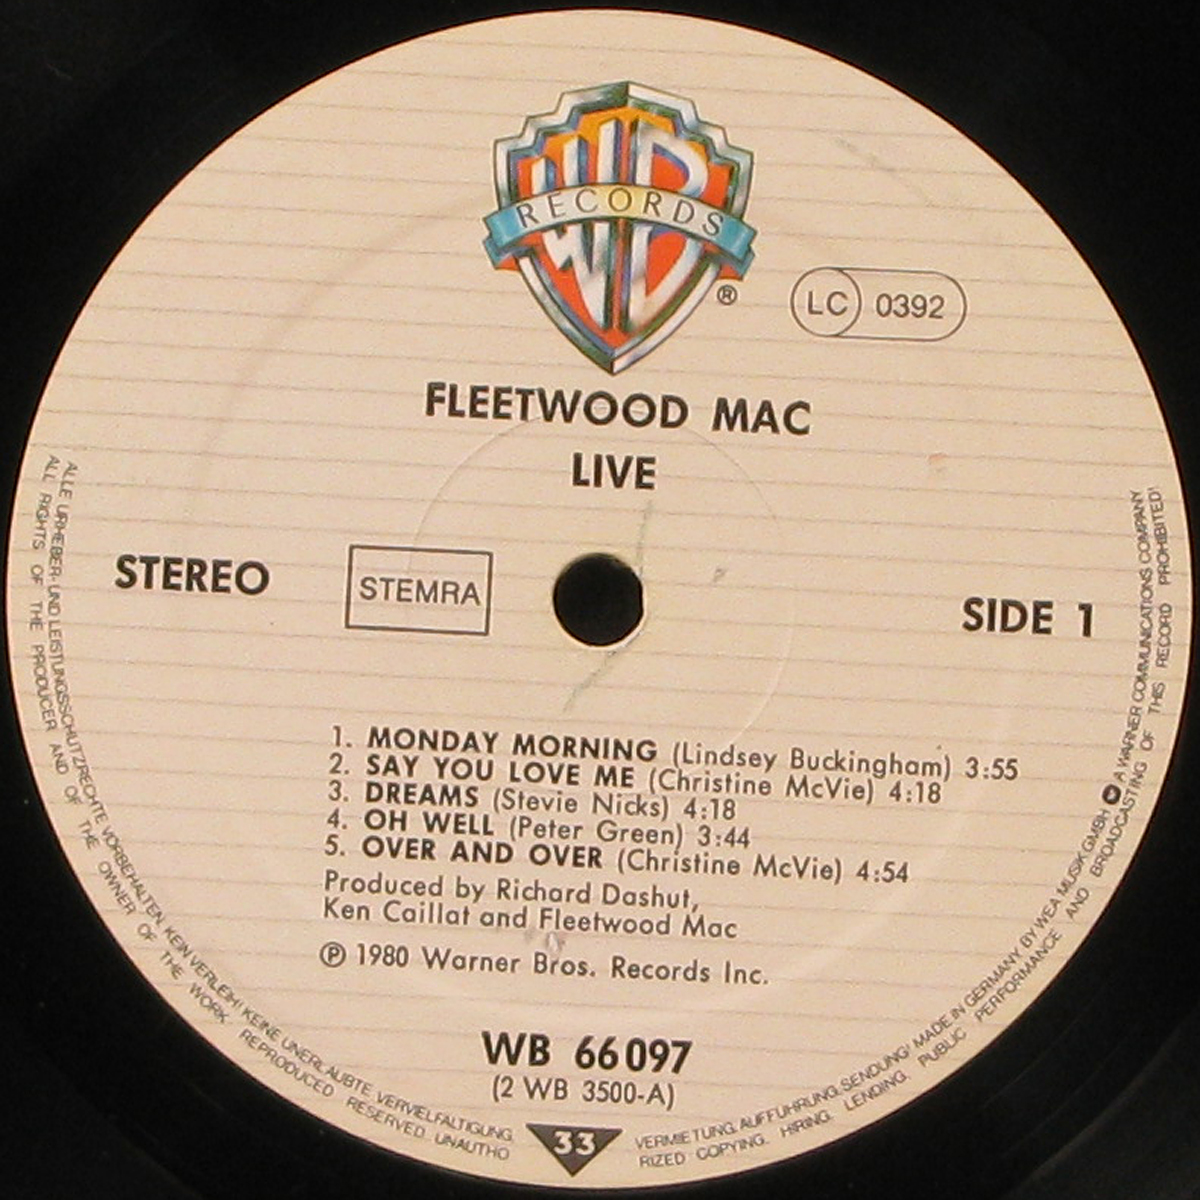 RECORDS
®
LC 0392
FLEETWOOD MAC
LIVE
STEREO
STEMRA
SIDE 1
1. MONDAY MORNING (Lindsey Buckingham) 3:55
2. SAY YOU LOVE ME (Christine McVie) 4:18
3. DREAMS (Stevie Nicks) 4:18
4. OH WELL (Peter Green) 3:44
5. OVER AND OVER (Christine McVie) 4:54
Produced by Richard Dashut,
Ken Caillat and Fleetwood Mac
Ⓟ 1980 Warner Bros. Records Inc.
WB 66 097
(2 WB 3500-A)
33
ALLE URHEBER- UND LEISTUNGSSCHUTZRECHTE VORBEHALTEN. KEIN VERLEIH! KEINE UNERLAUBTE VERVIELFÄLTIGUNG, VERMIETUNG, AUFFÜHRUNG, SENDUNG! MADE IN GERMANY, BY WEA MUSIK GMBH A WARNER COMMUNICATIONS COMPANY
ALL RIGHTS OF THE PRODUCER AND OF THE OWNER OF THE WORK REPRODUCED RESERVED UNAUTHORIZED COPYING, HIRING, LENDING, PUBLIC PERFORMANCE AND BROADCASTING OF THIS RECORD PROHIBITED!